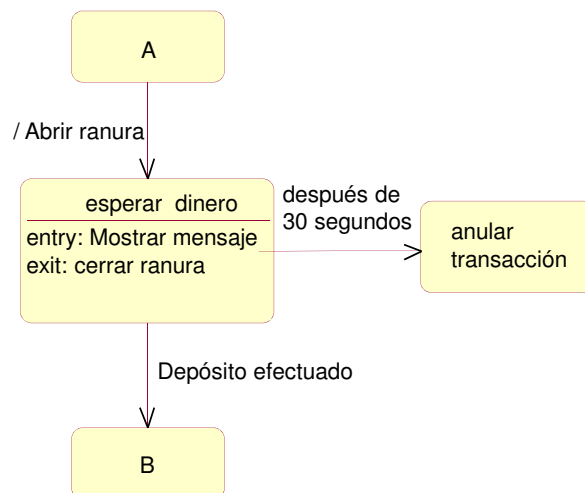 A
/ Abrir ranura
esperar dinero
entry: Mostrar mensaje
exit: cerrar ranura
después de
30 segundos
anular
transacción
Depósito efectuado
B